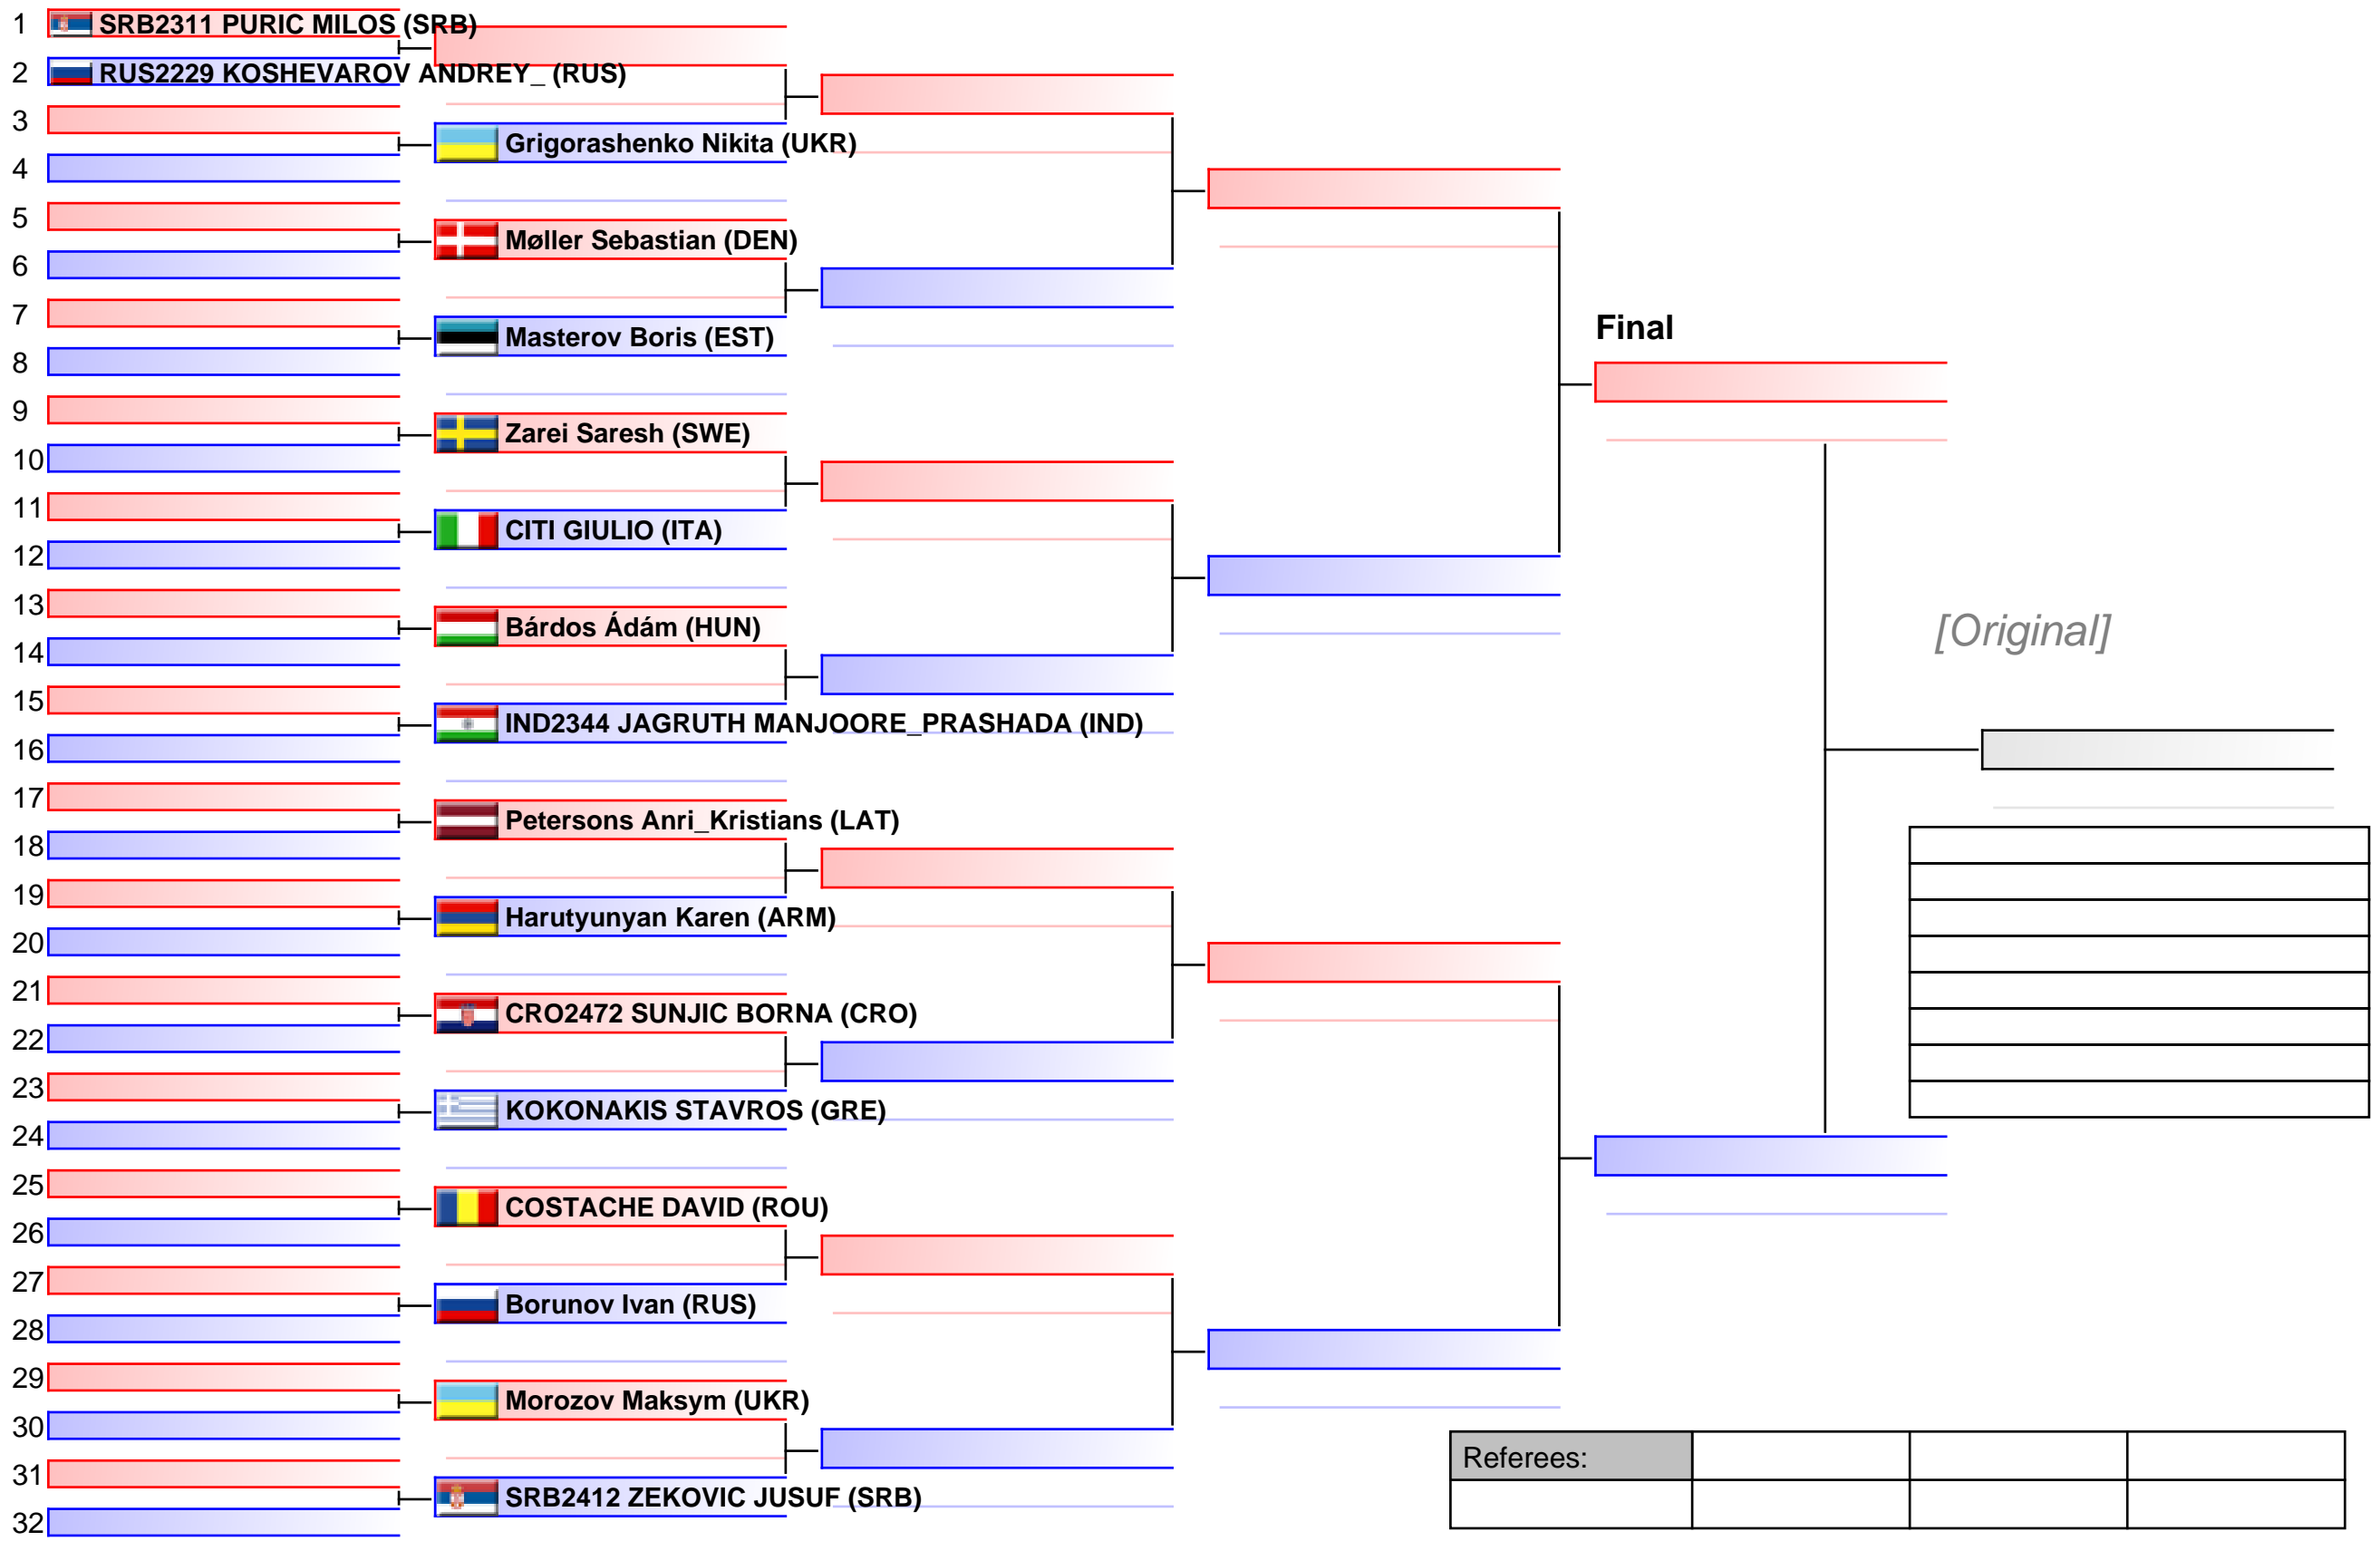 1 SRB2311 PURIC MILOS (SRB)
2 RUS2229 KOSHEVAROV ANDREY_ (RUS)
3
Grigorashenko Nikita (UKR)
4
5
Møller Sebastian (DEN)
6
7
Final
Masterov Boris (EST)
8
9
Zarei Saresh (SWE)
10
11
CITI GIULIO (ITA)
12
13
Bárdos Ádám (HUN)
[Original]
14
15
IND2344 JAGRUTH MANJOORE_PRASHADA (IND)
16
17
Petersons Anri_Kristians (LAT)
18
19
Harutyunyan Karen (ARM)
20
21
CRO2472 SUNJIC BORNA (CRO)
22
23
KOKONAKIS STAVROS (GRE)
24
25
COSTACHE DAVID (ROU)
26
27
Borunov Ivan (RUS)
28
29
Morozov Maksym (UKR)
30
Referees:
31
SRB2412 ZEKOVIC JUSUF (SRB)
32